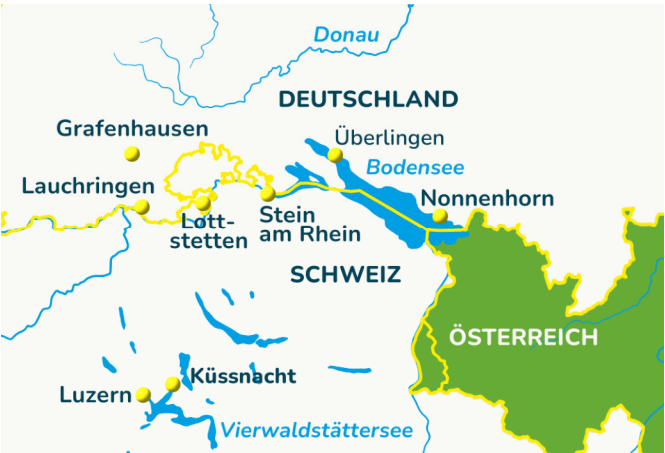 Donau
DEUTSCHLAND
Grafenhausen
Überlingen
Bodensee
Lauchringen
Nonnenhorn
Lott-
stetten
Stein
am Rhein
SCHWEIZ
ÖSTERREICH
Küssnacht
Luzern
Vierwaldstättersee